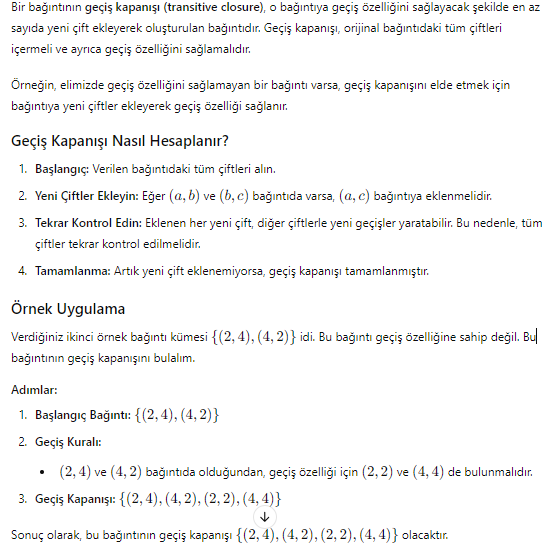 Bir bağıntının geçiş kapanışı (transitive closure), o bağıntıya geçiş özelliğini sağlayacak şekilde en az
sayıda yeni çift ekleyerek oluşturulan bağıntıdır. Geçiş kapanışı, orijinal bağıntıdaki tüm çiftleri
içermeli ve ayrıca geçiş özelliğini sağlamalıdır.
Örneğin, elimizde geçiş özelliğini sağlamayan bir bağıntı varsa, geçiş kapanışını elde etmek için
bağıntıya yeni çiftler ekleyerek geçiş özelliği sağlanır.
Geçiş Kapanışı Nasıl Hesaplanır?
1. Başlangıç: Verilen bağıntıdaki tüm çiftleri alın.
2. Yeni Çiftler Ekleyin: Eğer (a, b) ve (b, c) bağıntıda varsa, (a, c) bağıntıya eklenmelidir.
3. Tekrar Kontrol Edin: Eklenen her yeni çift, diğer çiftlerle yeni geçişler yaratabilir. Bu nedenle, tüm
çiftler tekrar kontrol edilmelidir.
4. Tamamlanma: Artık yeni çift eklenemiyorsa, geçiş kapanışı tamamlanmıştır.
Örnek Uygulama
Verdiğiniz ikinci örnek bağıntı kümesi {(2, 4), (4, 2)} idi. Bu bağıntı geçiş özelliğine sahip değil. Bu
bağıntının geçiş kapanışını bulalım.
Adımlar:
1. Başlangıç Bağıntı: {(2, 4), (4, 2)}
2. Geçiş Kuralı:
• (2, 4) ve (4, 2) bağıntıda olduğundan, geçiş özelliği için (2, 2) ve (4, 4) de bulunmalıdır.
3. Geçiş Kapanışı: {(2, 4), (4, 2), (2, 2), (4, 4)}
Sonuç olarak, bu bağıntının geçiş kapanışı {(2, 4), (4, 2), (2, 2), (4, 4)} olacaktır.